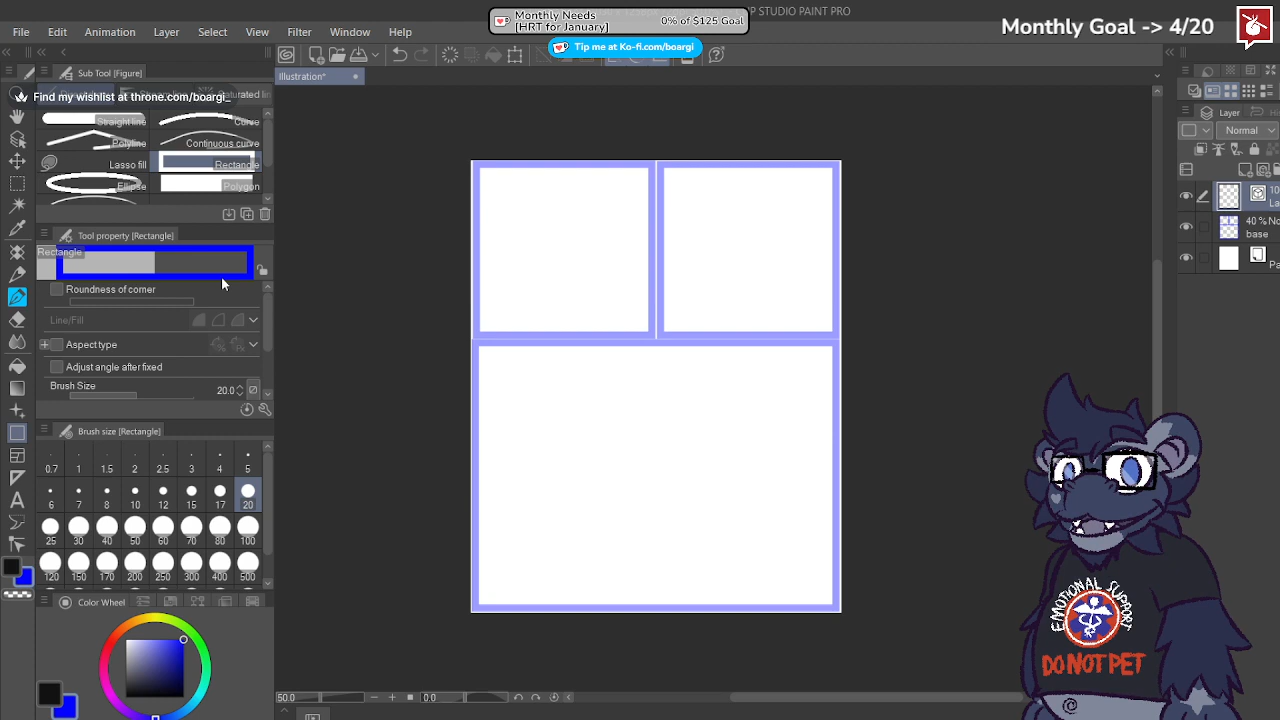 Monthly Needs
[HRT for January]
0% of $125 Goal
STUDIO PAINT PRO
Monthly Goal -> 4/20
File Edit Animation Layer Select View Filter Window Help
Tip me at Ko-fi.com/boargi
Sub Tool [Figure]
Illustration*
Find my wishlist at throne.com/boargi_
Straight line Curve
Polyline Continuous curve
Lasso fill Rectangle
Ellipse Polygon
Layer
Normal
Tool property [Rectangle]
Rectangle
Roundness of corner
Line/Fill
Aspect type
Adjust angle after fixed
Brush Size 20.0
40 % No
base
Brush size [Rectangle]
0.7 1 1.5 2 2.5 3 4 5
6 7 8 10 12 15 17 20
25 30 40 50 60 70 80 100
120 150 170 200 250 300 400 500
Color Wheel
50.0 0.0
EMOTIONAL SUPPORT
DO NOT PET